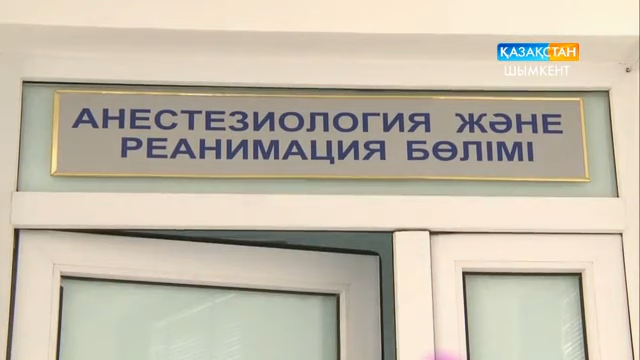 ҚАЗАҚСТАН
ШЫМКЕНТ
АНЕСТЕЗИОЛОГИЯ ЖӘНЕ
РЕАНИМАЦИЯ БӨЛІМІ